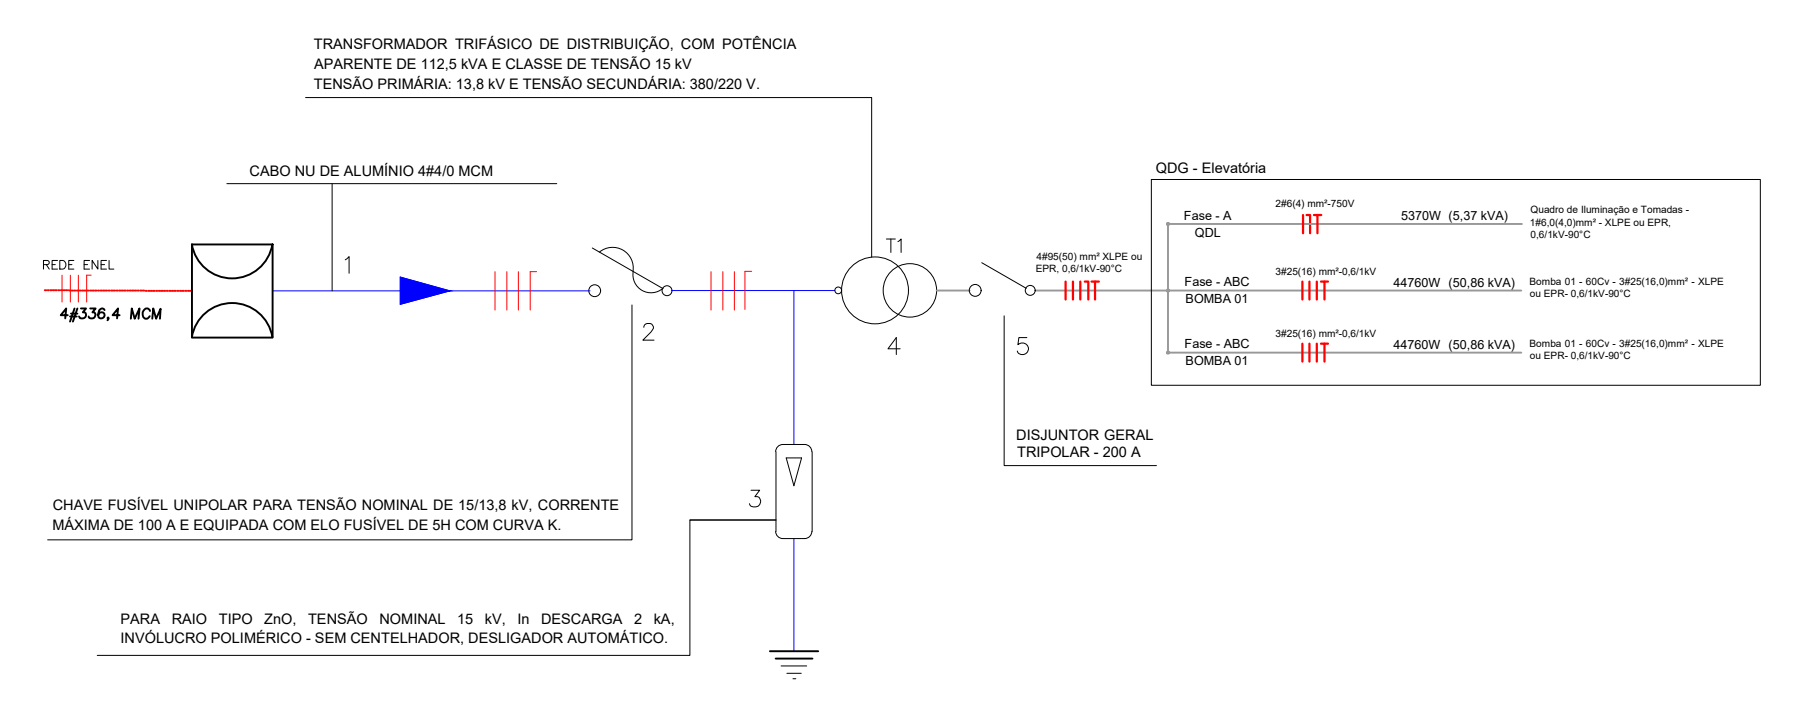 TRANSFORMADOR TRIFÁSICO DE DISTRIBUIÇÃO, COM POTÊNCIA
APARENTE DE 112,5 kVA E CLASSE DE TENSÃO 15 kV
TENSÃO PRIMÁRIA: 13,8 kV E TENSÃO SECUNDÁRIA: 380/220 V.
CABO NU DE ALUMÍNIO 4#4/0 MCM
REDE ENEL
4#336,4 MCM
1
2
T1
4
4#95(50) mm² XLPE ou
EPR, 0,6/1kV-90°C
5
DISJUNTOR GERAL
TRIPOLAR - 200 A
QDG - Elevatória
Fase - A
QDL
2#6(4) mm²-750V
5370W (5,37 kVA)
Quadro de Iluminação e Tomadas -
1#6,0(4,0)mm² - XLPE ou EPR,
0,6/1kV-90°C
Fase - ABC
BOMBA 01
3#25(16) mm²-0,6/1kV
44760W (50,86 kVA)
Bomba 01 - 60Cv - 3#25(16,0)mm² - XLPE
ou EPR- 0,6/1kV-90°C
Fase - ABC
BOMBA 01
3#25(16) mm²-0,6/1kV
44760W (50,86 kVA)
Bomba 01 - 60Cv - 3#25(16,0)mm² - XLPE
ou EPR- 0,6/1kV-90°C
CHAVE FUSÍVEL UNIPOLAR PARA TENSÃO NOMINAL DE 15/13,8 kV, CORRENTE
MÁXIMA DE 100 A E EQUIPADA COM ELO FUSÍVEL DE 5H COM CURVA K.
3
PARA RAIO TIPO ZnO, TENSÃO NOMINAL 15 kV, In DESCARGA 2 kA,
INVÓLUCRO POLIMÉRICO - SEM CENTELHADOR, DESLIGADOR AUTOMÁTICO.